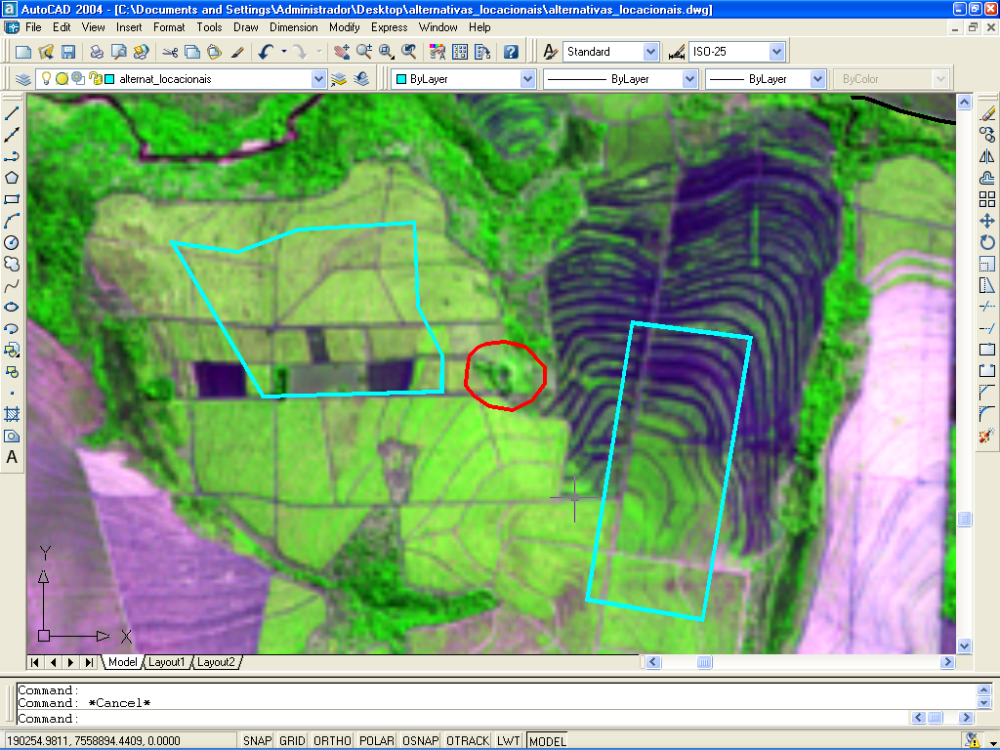 AutoCAD 2004 - [C:\Documents and Settings\Administrador\Desktop\alternativas_locacionais\alternativas_locacionais.dwg]
File Edit View Insert Format Tools Draw Dimension Modify Express Window Help
Standard ISO-25
alternat_locacionais ByLayer ByLayer ByLayer ByColor
A
Y
X
Model Layout1 Layout2
Command:
Command: *Cancel*
Command:
190254.9811, 7558894.4409, 0.0000 SNAP GRID ORTHO POLAR OSNAP OTRACK LWT MODEL